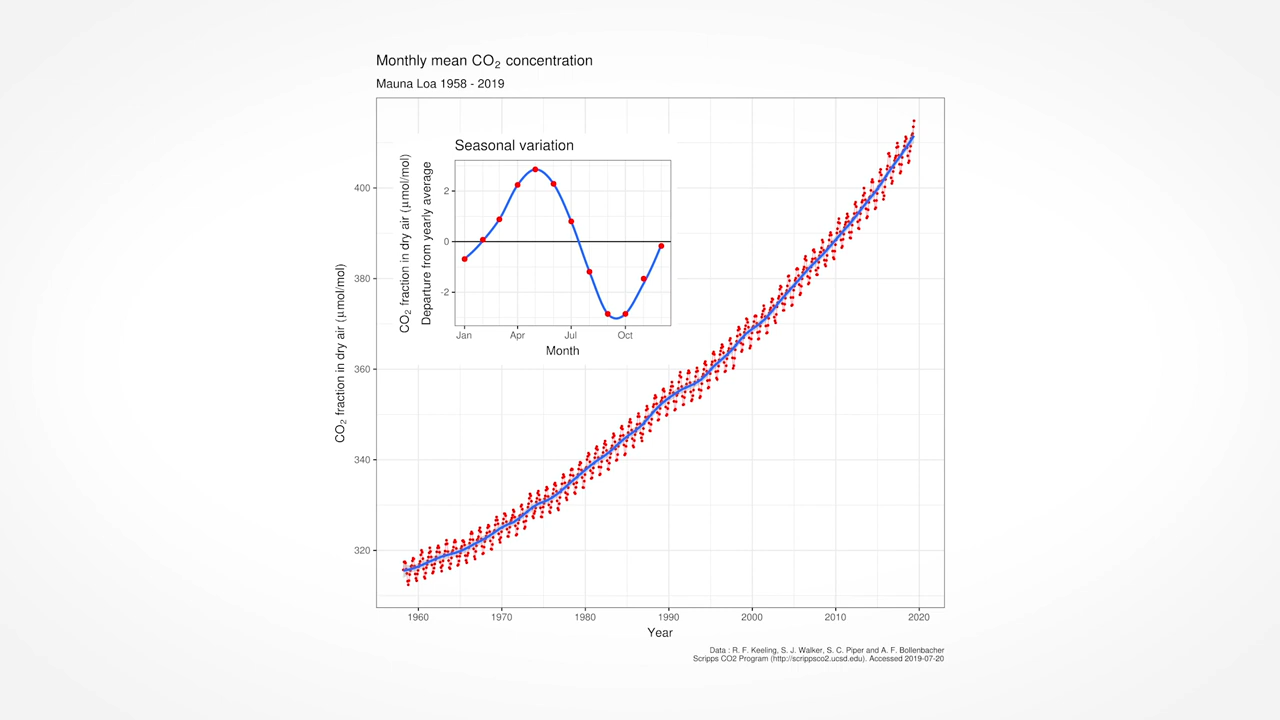 Monthly mean CO₂ concentration
Mauna Loa 1958 - 2019
Seasonal variation
CO₂ fraction in dry air (μmol/mol)
Departure from yearly average
2
0
-2
Jan Apr Jul Oct
Month
CO₂ fraction in dry air (μmol/mol)
400
380
360
340
320
1960 1970 1980 1990 2000 2010 2020
Year
Data : R. F. Keeling, S. J. Walker, S. C. Piper and A. F. Bollenbacher
Scripps CO2 Program (http://scrippsco2.ucsd.edu). Accessed 2019-07-20